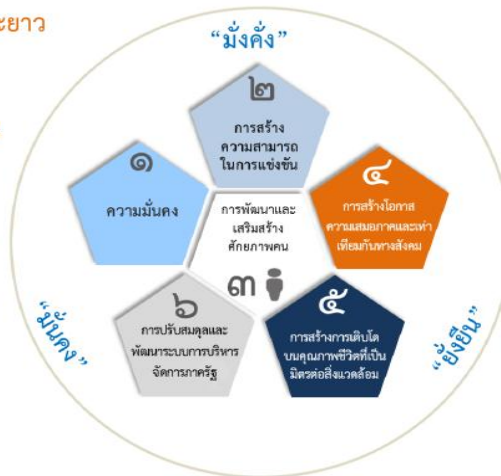 ะยาว
“มั่งคั่ง”
๒
การสร้าง
ความสามารถ
ในการแข่งขัน
๑
ความมั่นคง
การพัฒนาและ
เสริมสร้าง
ศักยภาพคน
๓
๔
การสร้างโอกาส
ความเสมอภาคและเท่า
เทียมกันทางสังคม
๖
การปรับสมดุลและ
พัฒนาระบบการบริหาร
จัดการภาครัฐ
๕
การสร้างการเติบโต
บนคุณภาพชีวิตที่เป็น
มิตรต่อสิ่งแวดล้อม
“มั่นคง”
“ยั่งยืน”